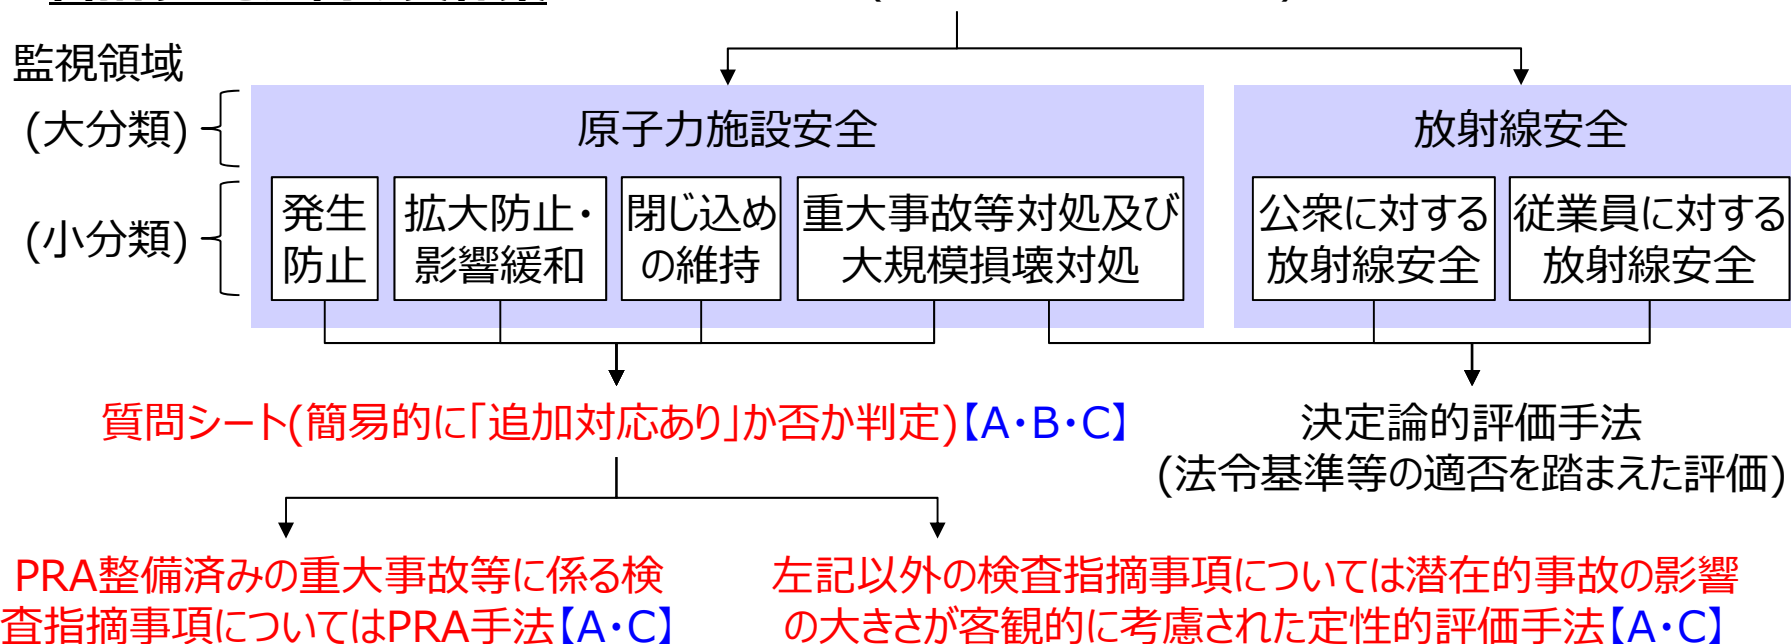 監視領域
(大分類)
原子力施設安全
放射線安全
(小分類)
発生
防止
拡大防止・
影響緩和
閉じ込め
の維持
重大事故等対処及び
大規模損壊対処
公衆に対する
放射線安全
従業員に対する
放射線安全
質問シート(簡易的に「追加対応あり」か否か判定)【A・B・C】
決定論的評価手法
(法令基準等の適否を踏まえた評価)
PRA整備済みの重大事故等に係る検
査指摘事項についてはPRA手法【A・C】
左記以外の検査指摘事項については潜在的事故の影響
の大きさが客観的に考慮された定性的評価手法【A・C】